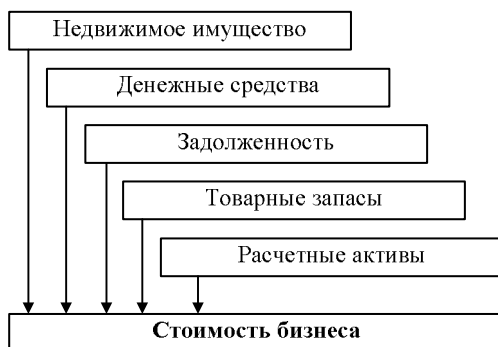 Недвижимое имущество
Денежные средства
Задолженность
Товарные запасы
Расчетные активы
Стоимость бизнеса